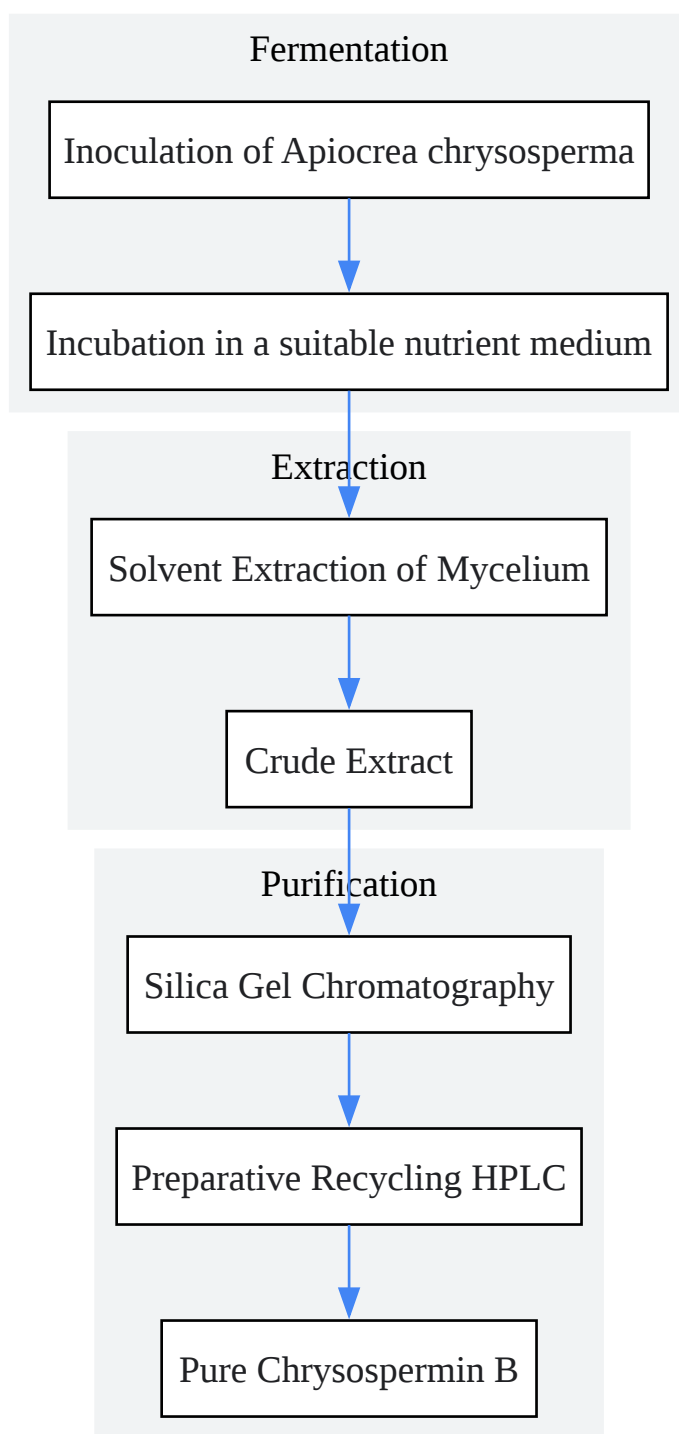 Fermentation
Inoculation of Apiocrea chrysosperma
Incubation in a suitable nutrient medium
Extraction
Solvent Extraction of Mycelium
Crude Extract
Purification
Silica Gel Chromatography
Preparative Recycling HPLC
Pure Chrysospermin B